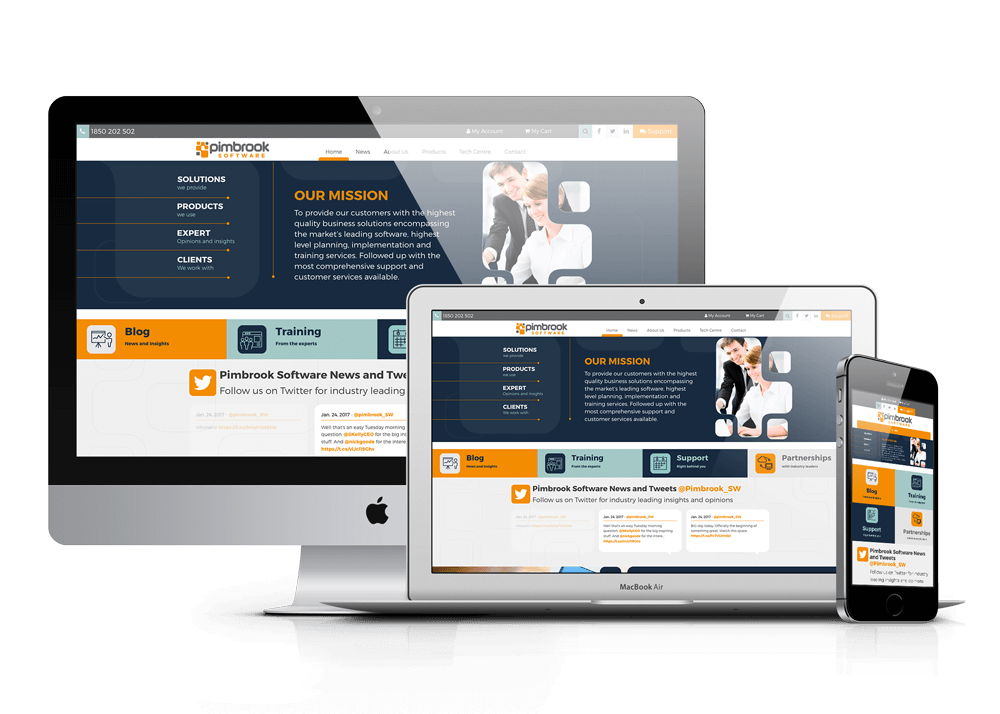 1850 202 502
My Account
My Cart
Support
pimbrook
SOFTWARE
Home
News
About Us
Products
Tech Centre
Contact
SOLUTIONS
we provide
PRODUCTS
we use
EXPERT
Opinions and insights
CLIENTS
We work with
OUR MISSION
To provide our customers with the highest
quality business solutions encompassing
the market's leading software, highest
level planning, implementation and
training services. Followed up with the
most comprehensive support and
customer services available.
Blog
News and Insights
Training
From the experts
Pimbrook Software News and Twe
Follow us on Twitter for industry leading
Jan. 24, 2017 - @pimbrook_SW
Jan. 24, 2017 - @pimbrook_SW
Well that's an easy Tuesday morning
question. @SKellyCEO for the big ins
stuff. And @nickgoode for the intere
1850 202 502
My Account
My Cart
pimbrook
SOFTWARE
Home
News
About Us
Products
Tech Centre
Contact
SOLUTIONS
we provide
PRODUCTS
we use
EXPERT
Opinions and insights
CLIENTS
We work with
OUR MISSION
To provide our customers with the highest
quality business solutions encompassing
the market's leading software, highest
level planning, implementation and
training services. Followed up with the
most comprehensive support and
customer services available.
Blog
News and Insights
Training
From the experts
Support
Right behind you
Partnerships
with industry leaders
Pimbrook Software News and Tweets @Pimbrook_SW
Follow us on Twitter for industry leading insights and opinions
Jan. 24, 2017 - @pimbrook_SW
Well that's an easy Tuesday morning
question. @SKellyCEO for the big inspiring
stuff. And @nickgoode for the intere..
Jan. 24, 2017 - @pimbrook_SW
BIG day today. Officially the beginning of
something great. Watch this space
MacBook Air
pimbrook
SOFTWARE
Blog
Training
Support
Partnerships
Pimbrook Software News
and Tweets
@Pimbrook_SW
Follow us on Twitter for industry
leading insights and opinions